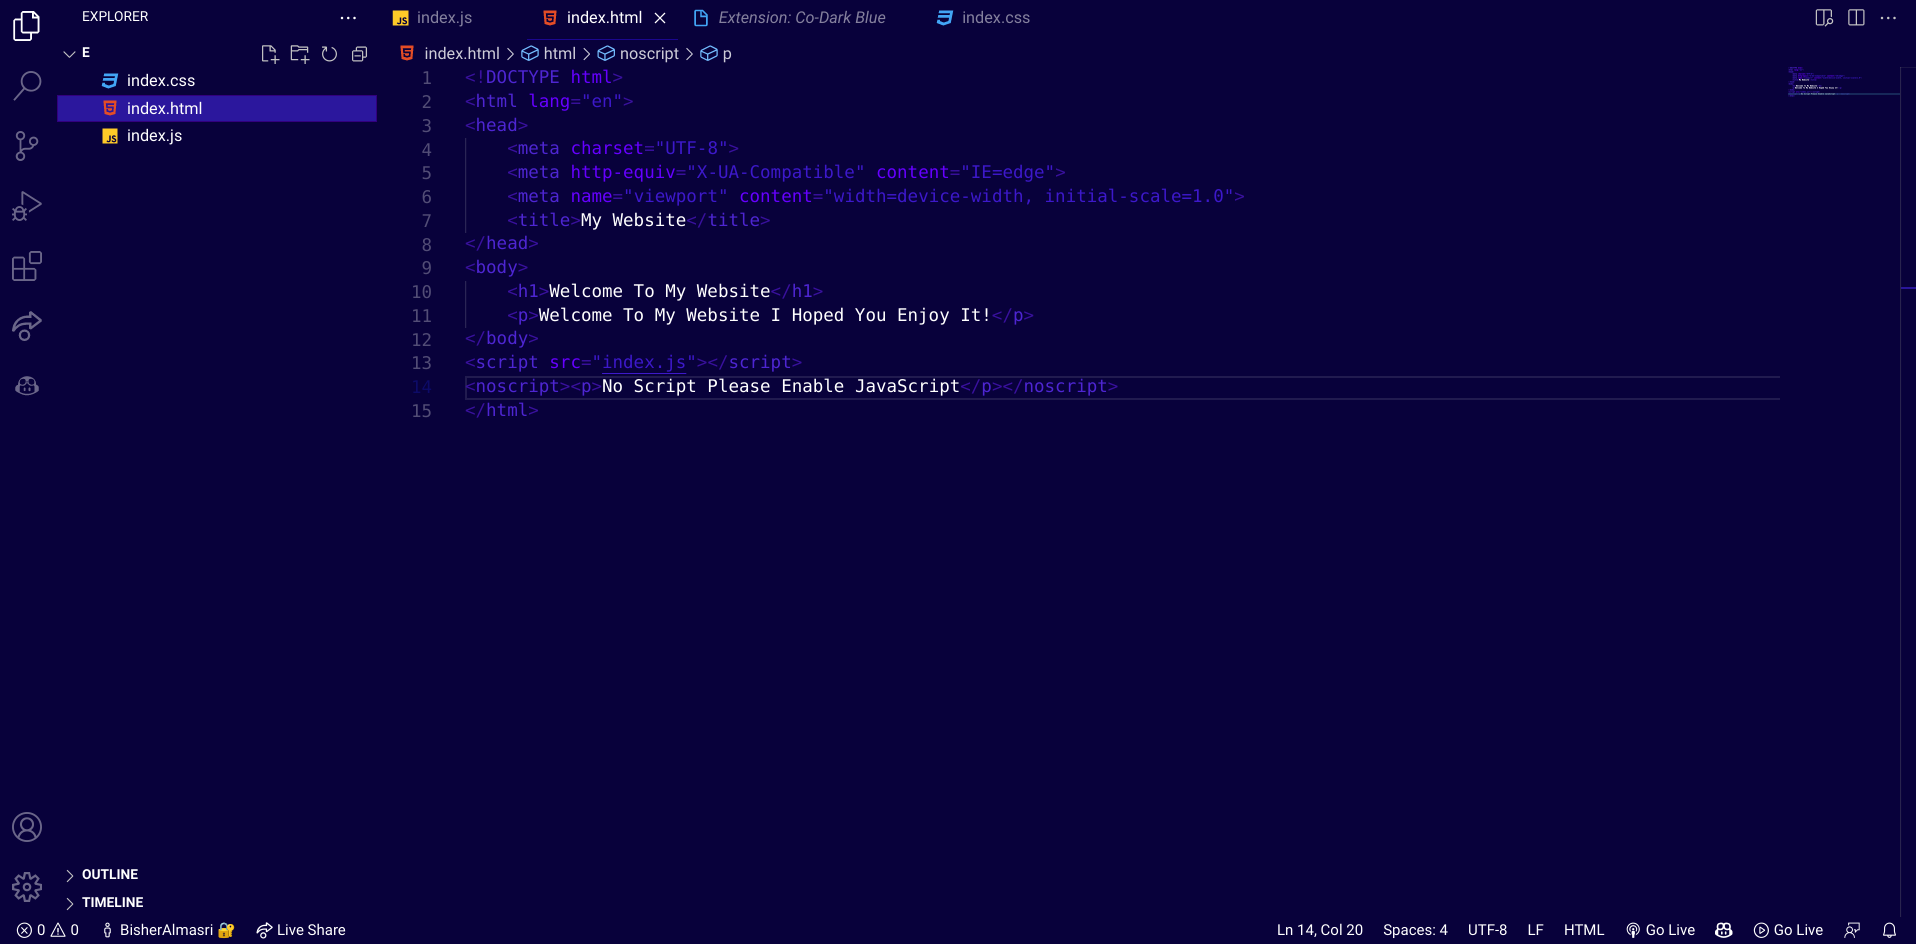 EXPLORER
E
index.css
index.html
index.js
OUTLINE
TIMELINE
JS index.js
index.html
Extension: Co-Dark Blue
index.css
index.html > html > noscript > p
1 <!DOCTYPE html>
2 <html lang="en">
3 <head>
4 <meta charset="UTF-8">
5 <meta http-equiv="X-UA-Compatible" content="IE=edge">
6 <meta name="viewport" content="width=device-width, initial-scale=1.0">
7 <title>My Website</title>
8 </head>
9 <body>
10 <h1>Welcome To My Website</h1>
11 <p>Welcome To My Website I Hoped You Enjoy It!</p>
12 </body>
13 <script src="index.js"></script>
14 <noscript><p>No Script Please Enable JavaScript</p></noscript>
15 </html>
0 0 BisherAlmasri 🔐 Live Share
Ln 14, Col 20 Spaces: 4 UTF-8 LF HTML Go Live Go Live